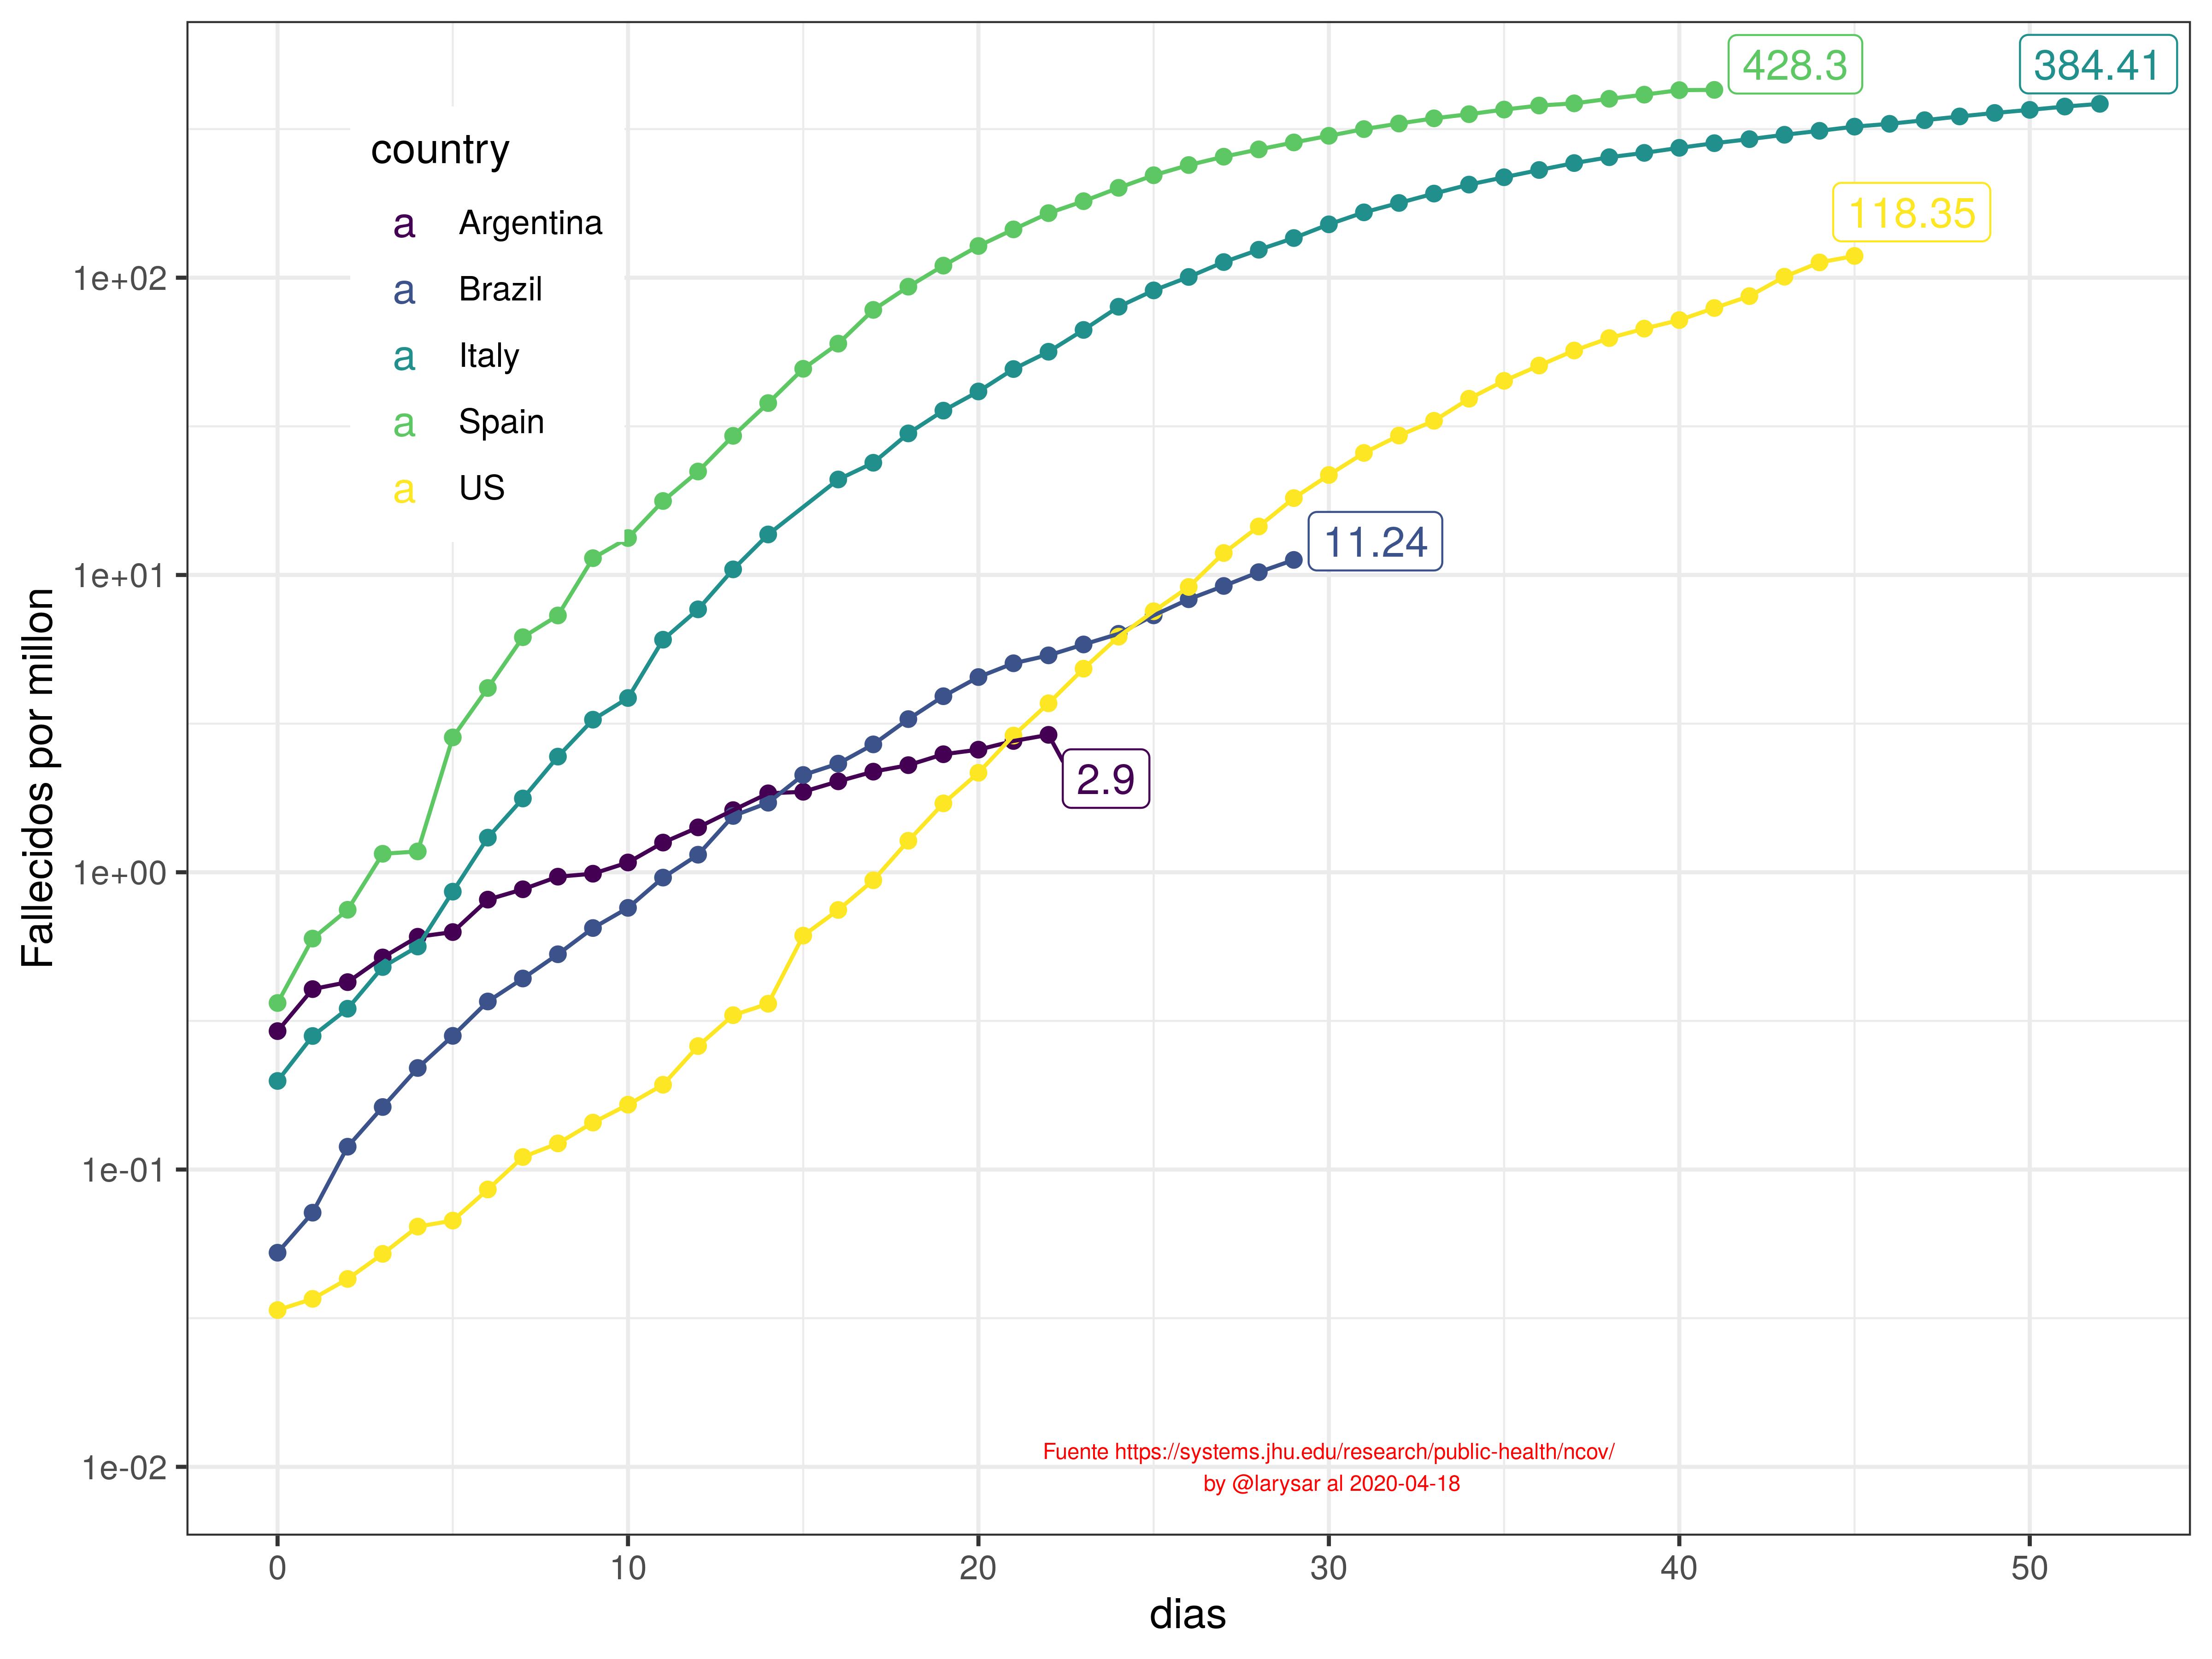 428.3
384.41
country
a Argentina
a Brazil
a Italy
a Spain
a US
118.35
1e+02
11.24
1e+01
2.9
1e+00
1e-01
1e-02
Fallecidos por millon
Fuente https://systems.jhu.edu/research/public-health/ncov/
by @larysar al 2020-04-18
0 10 20 30 40 50
dias